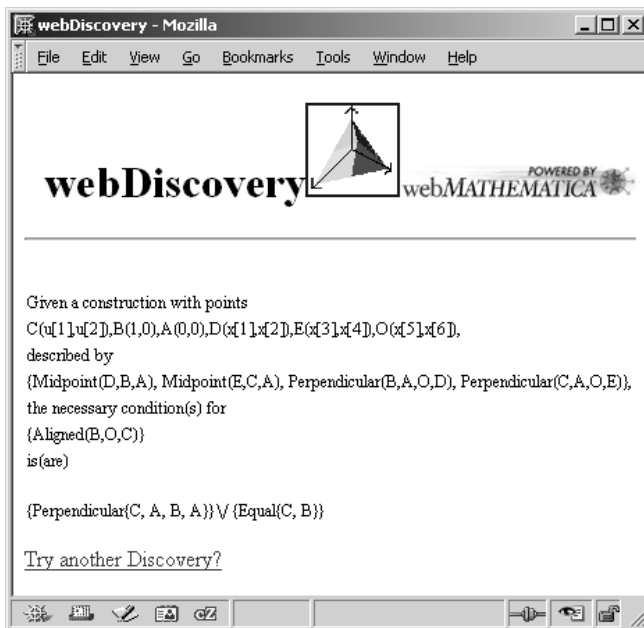 webDiscovery - Mozilla
File Edit View Go Bookmarks Tools Window Help
webDiscovery
POWERED BY
webMATHEMATICA
Given a construction with points
C(u[1],u[2]),B(1,0),A(0,0),D(x[1],x[2]),E(x[3],x[4]),O(x[5],x[6]),
described by
{Midpoint(D,B,A), Midpoint(E,C,A), Perpendicular(B,A,O,D), Perpendicular(C,A,O,E)},
the necessary condition(s) for
{Aligned(B,O,C)}
is(are)
{Perpendicular{C, A, B, A}} \/ {Equal{C, B}}
Try another Discovery?